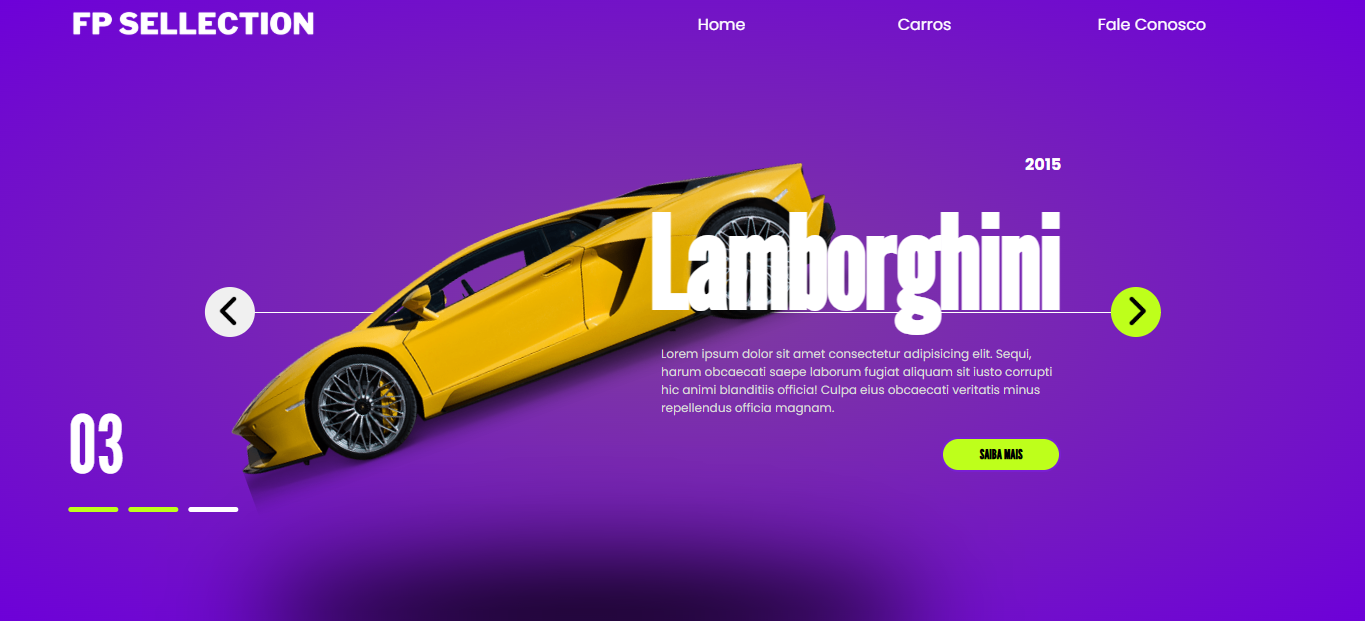 FP SELLECTION
Home
Carros
Fale Conosco
2015
Lamborghini
Lorem ipsum dolor sit amet consectetur adipisicing elit. Sequi,
harum obcaecati saepe laborum fugiat aliquam sit iusto corrupti
hic animi blanditiis officia! Culpa eius obcaecati veritatis minus
repellendus officia magnam.
03
SAIBA MAIS